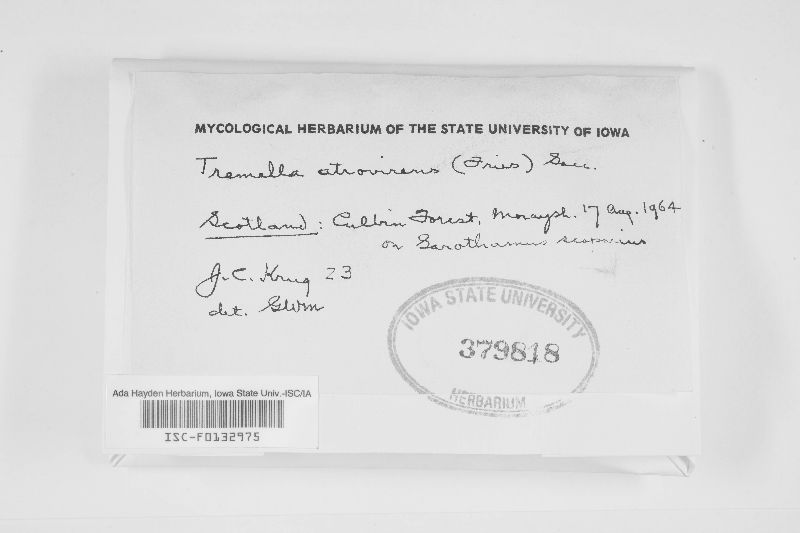 MYCOLOGICAL HERBARIUM OF THE STATE UNIVERSITY OF IOWA
Tremella atrovirens (Fries) Sacc.
Scotland: Culbin Forest, Moraysh. 17 Aug. 1964
on Sarothamnus scoparius
J.C. Krug 23
det. GWM
IOWA STATE UNIVERSITY
379818
HERBARIUM
Ada Hayden Herbarium, Iowa State Univ.-ISC/IA
ISC-F0132975